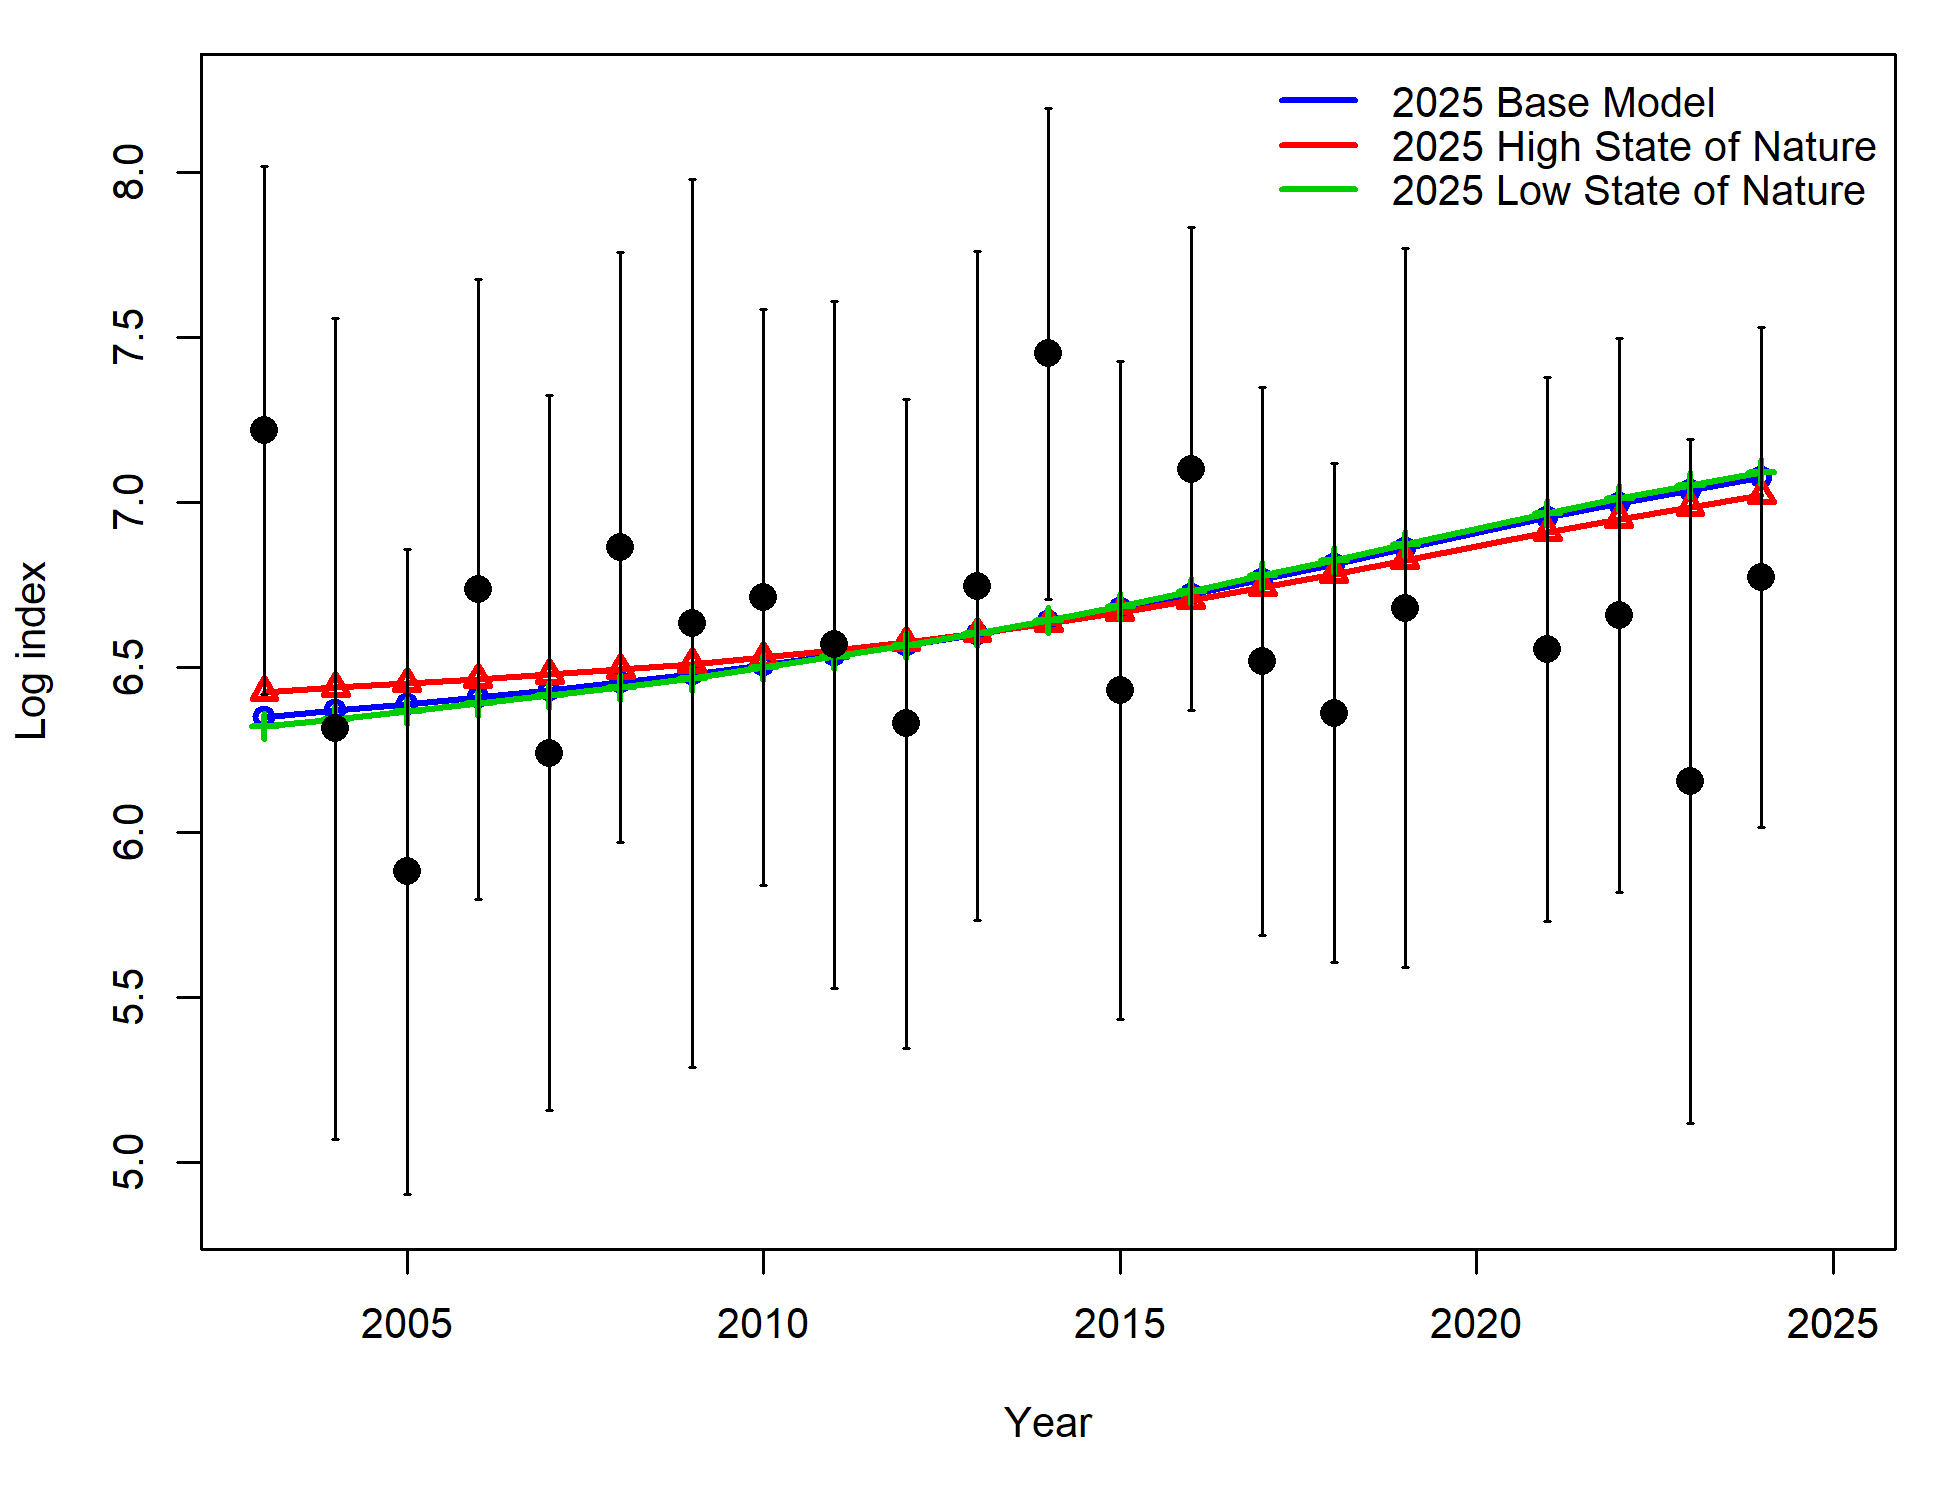 2025 Base Model
2025 High State of Nature
2025 Low State of Nature
Log index
8.0
7.5
7.0
6.5
6.0
5.5
5.0
2005 2010 2015 2020 2025
Year